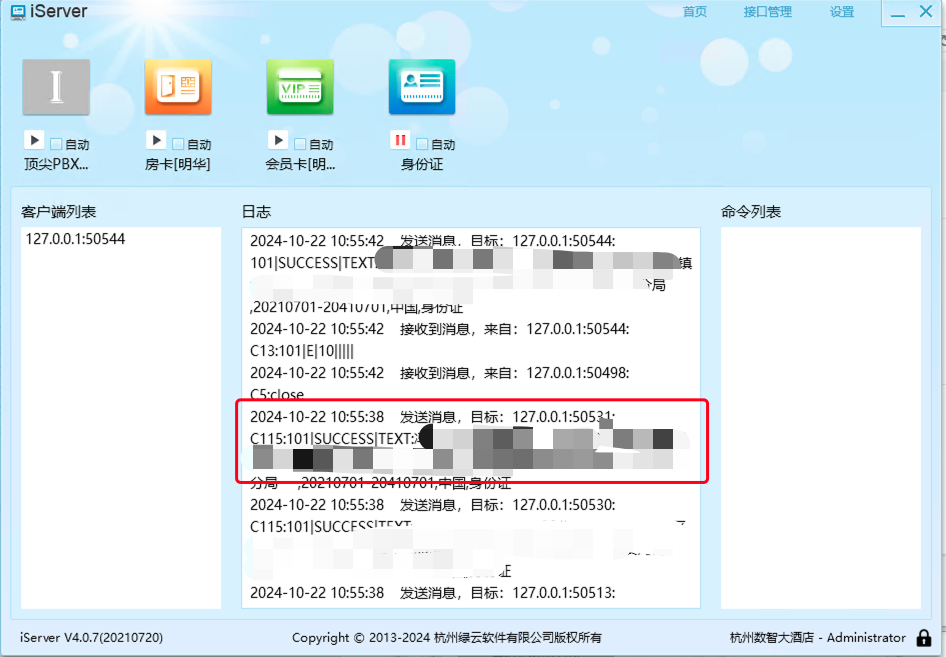 iServer
首页 接口管理 设置
I
VIP
自动 自动 自动 自动
顶尖PBX... 房卡[明华] 会员卡[明... 身份证
客户端列表 日志 命令列表
127.0.0.1:50544
2024-10-22 10:55:42 发送消息，目标：127.0.0.1:50544:
101|SUCCESS|TEXT: 镇
分局
,20210701-20410701,中国,身份证
2024-10-22 10:55:42 接收到消息，来自：127.0.0.1:50544:
C13:101|E|10|||||
2024-10-22 10:55:42 接收到消息，来自：127.0.0.1:50498:
C5:close
2024-10-22 10:55:38 发送消息，目标：127.0.0.1:50531:
C115:101|SUCCESS|TEXT:
分局 ,20210701-20410701,中国,身份证
2024-10-22 10:55:38 发送消息，目标：127.0.0.1:50530:
C115:101|SUCCESS|TEXT:
证
2024-10-22 10:55:38 发送消息，目标：127.0.0.1:50513:
iServer V4.0.7(20210720) Copyright © 2013-2024 杭州绿云软件有限公司版权所有 杭州数智大酒店 - Administrator